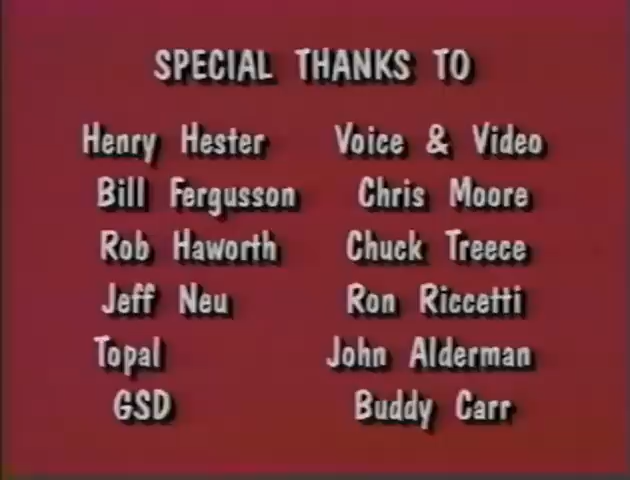 SPECIAL THANKS TO
Henry Hester
Voice & Video
Bill Fergusson
Chris Moore
Rob Haworth
Chuck Treece
Jeff Neu
Ron Riccetti
Topal
John Alderman
GSD
Buddy Carr